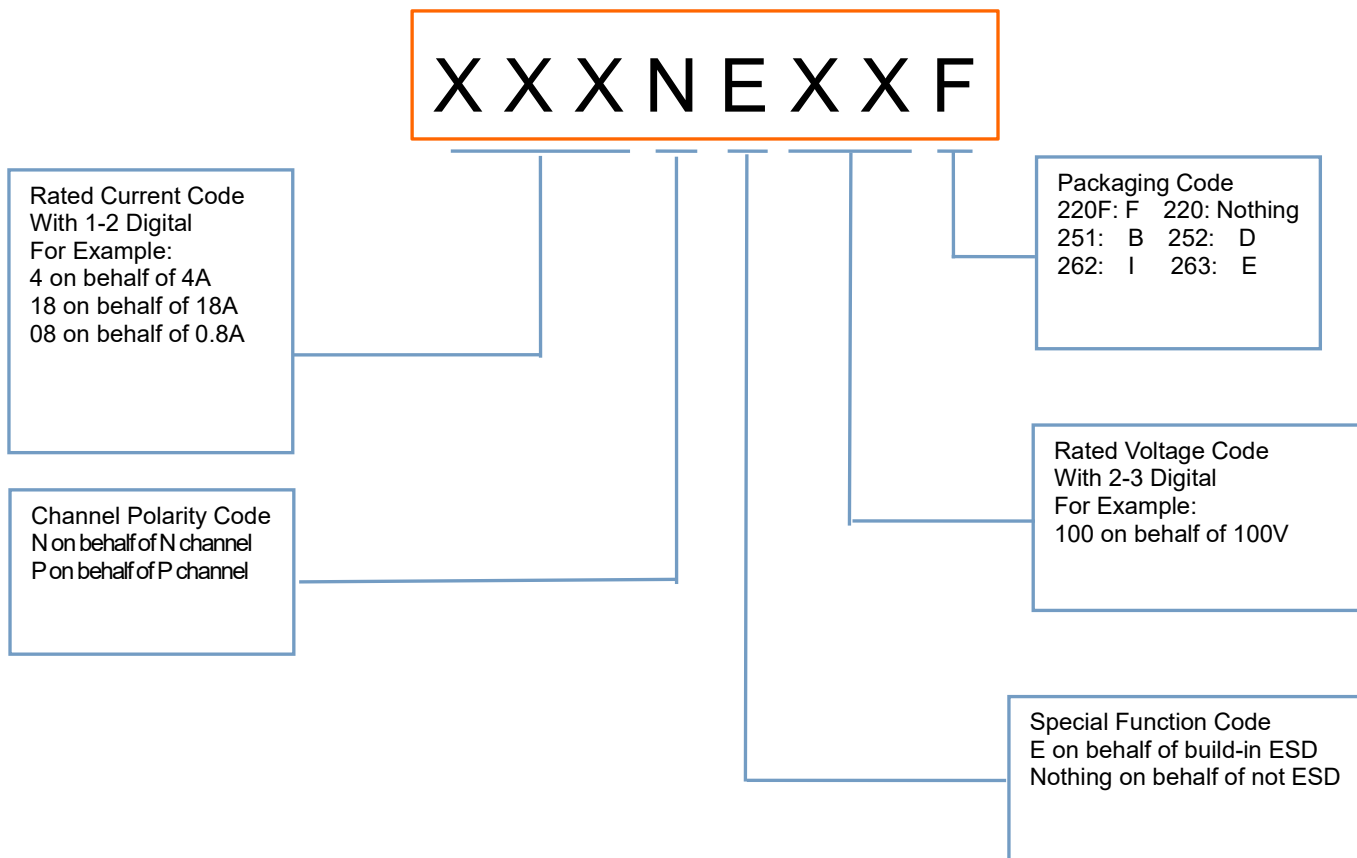 XXXNEXXF
Rated Current Code
With 1-2 Digital
For Example:
4 on behalf of 4A
18 on behalf of 18A
08 on behalf of 0.8A
Channel Polarity Code
N on behalf of N channel
P on behalf of P channel
Packaging Code
220F: F 220: Nothing
251: B 252: D
262: I 263: E
Rated Voltage Code
With 2-3 Digital
For Example:
100 on behalf of 100V
Special Function Code
E on behalf of build-in ESD
Nothing on behalf of not ESD